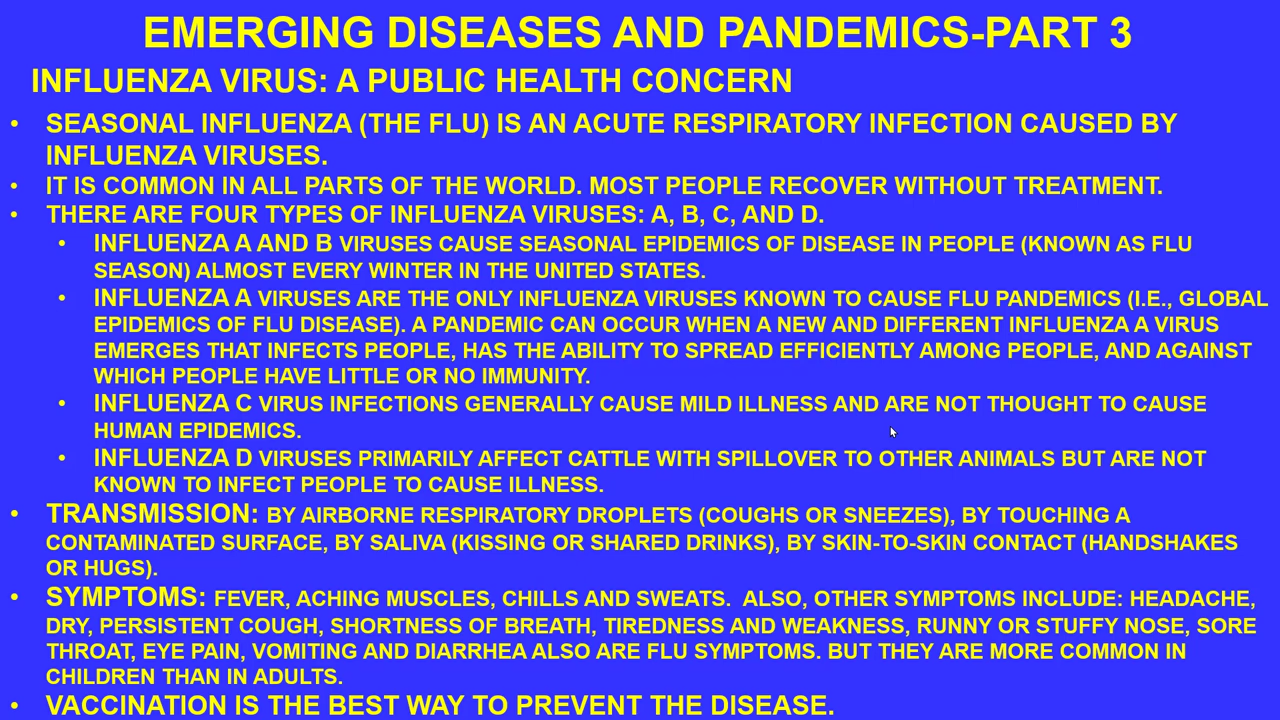 EMERGING DISEASES AND PANDEMICS-PART 3
INFLUENZA VIRUS: A PUBLIC HEALTH CONCERN
• SEASONAL INFLUENZA (THE FLU) IS AN ACUTE RESPIRATORY INFECTION CAUSED BY
INFLUENZA VIRUSES.
• IT IS COMMON IN ALL PARTS OF THE WORLD. MOST PEOPLE RECOVER WITHOUT TREATMENT.
• THERE ARE FOUR TYPES OF INFLUENZA VIRUSES: A, B, C, AND D.
• INFLUENZA A AND B VIRUSES CAUSE SEASONAL EPIDEMICS OF DISEASE IN PEOPLE (KNOWN AS FLU
SEASON) ALMOST EVERY WINTER IN THE UNITED STATES.
• INFLUENZA A VIRUSES ARE THE ONLY INFLUENZA VIRUSES KNOWN TO CAUSE FLU PANDEMICS (I.E., GLOBAL
EPIDEMICS OF FLU DISEASE). A PANDEMIC CAN OCCUR WHEN A NEW AND DIFFERENT INFLUENZA A VIRUS
EMERGES THAT INFECTS PEOPLE, HAS THE ABILITY TO SPREAD EFFICIENTLY AMONG PEOPLE, AND AGAINST
WHICH PEOPLE HAVE LITTLE OR NO IMMUNITY.
• INFLUENZA C VIRUS INFECTIONS GENERALLY CAUSE MILD ILLNESS AND ARE NOT THOUGHT TO CAUSE
HUMAN EPIDEMICS.
• INFLUENZA D VIRUSES PRIMARILY AFFECT CATTLE WITH SPILLOVER TO OTHER ANIMALS BUT ARE NOT
KNOWN TO INFECT PEOPLE TO CAUSE ILLNESS.
• TRANSMISSION: BY AIRBORNE RESPIRATORY DROPLETS (COUGHS OR SNEEZES), BY TOUCHING A
CONTAMINATED SURFACE, BY SALIVA (KISSING OR SHARED DRINKS), BY SKIN-TO-SKIN CONTACT (HANDSHAKES
OR HUGS).
• SYMPTOMS: FEVER, ACHING MUSCLES, CHILLS AND SWEATS. ALSO, OTHER SYMPTOMS INCLUDE: HEADACHE,
DRY, PERSISTENT COUGH, SHORTNESS OF BREATH, TIREDNESS AND WEAKNESS, RUNNY OR STUFFY NOSE, SORE
THROAT, EYE PAIN, VOMITING AND DIARRHEA ALSO ARE FLU SYMPTOMS. BUT THEY ARE MORE COMMON IN
CHILDREN THAN IN ADULTS.
• VACCINATION IS THE BEST WAY TO PREVENT THE DISEASE.